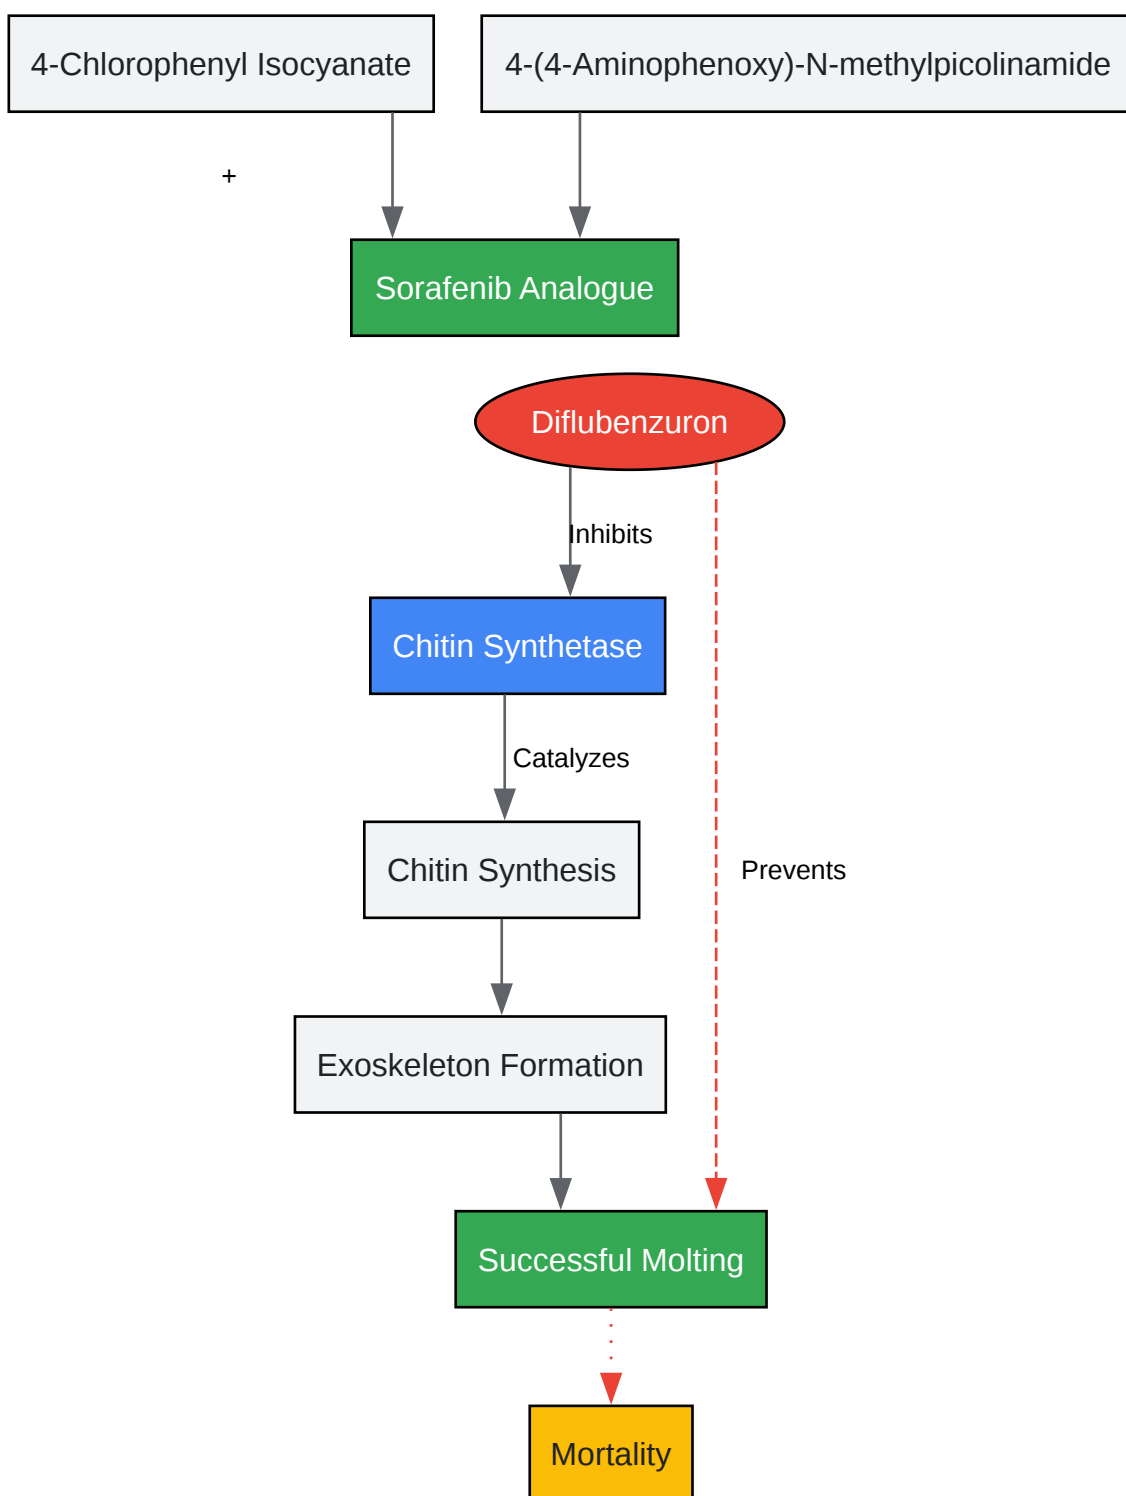 4-Chlorophenyl Isocyanate
4-(4-Aminophenoxy)-N-methylpicolinamide
+
Sorafenib Analogue
Diflubenzuron
Inhibits
Chitin Synthetase
Catalyzes
Chitin Synthesis
Prevents
Exoskeleton Formation
Successful Molting
Mortality